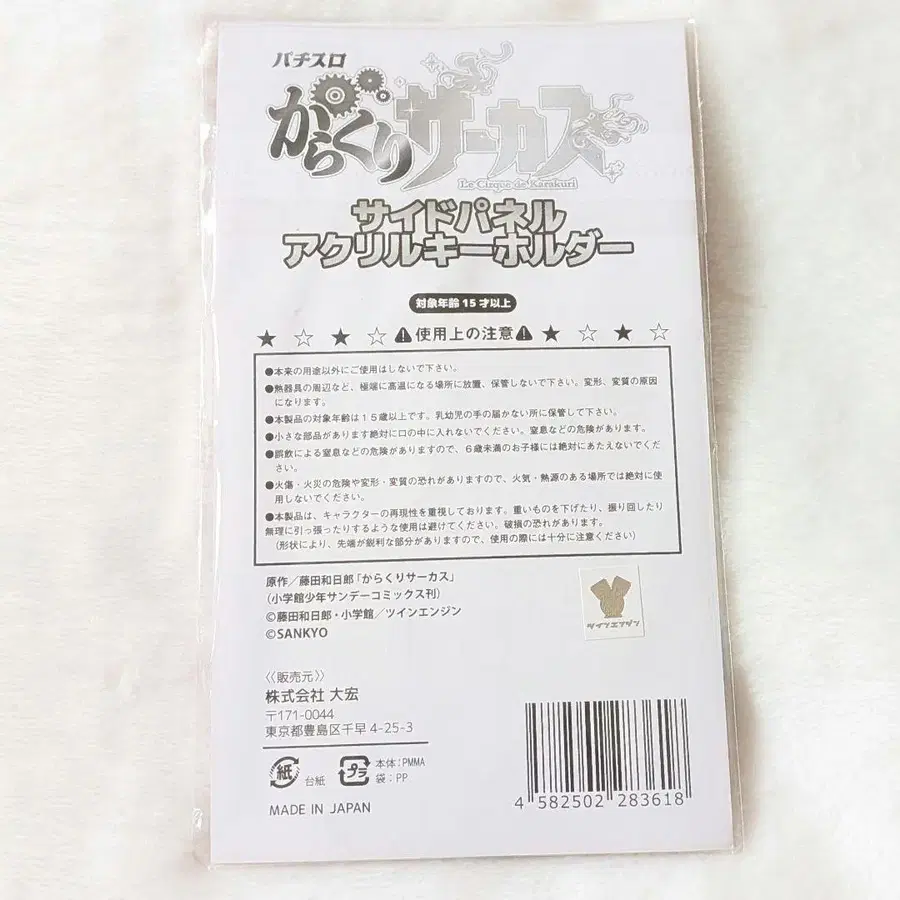 パチスロ
からくりサーカス
Le Cirque de Karakuri
サイドパネル
アクリルキーホルダー
対象年齢15才以上
★ ☆ ★ ☆ ⚠使用上の注意⚠ ★ ☆ ★ ☆
●本来の用途以外にご使用はしないで下さい。
●熱器具の周辺など、極端に高温になる場所に放置、保管しないで下さい。変形、変質の原因
になります。
●本製品の対象年齢は15歳以上です。乳幼児の手の届かない所に保管して下さい。
●小さな部品があります絶対に口の中に入れないでください。窒息などの危険があります。
●誤飲による窒息などの危険がありますので、6歳未満のお子様には絶対にあたえないでくだ
さい。
●火傷・火災の危険や変形・変質の恐れがありますので、火気・熱源のある場所では絶対に使
用しないでください。
●本製品は、キャラクターの再現性を重視しております。重いものを下げたり、振り回したり
無理に引っ張ったりするような使用は避けてください。破損の恐れがあります。
(形状により、先端が鋭利な部分がありますので、使用の際には十分に注意ください)
原作/藤田和日郎「からくりサーカス」
(小学館少年サンデーコミックス刊)
©藤田和日郎・小学館/ツインエンジン
©SANKYO
ツインエンジン
《販売元》
株式会社 大宏
〒171-0044
東京都豊島区千早4-25-3
紙 台紙 プラ 本体:PMMA
袋:PP
MADE IN JAPAN
4 582502 283618